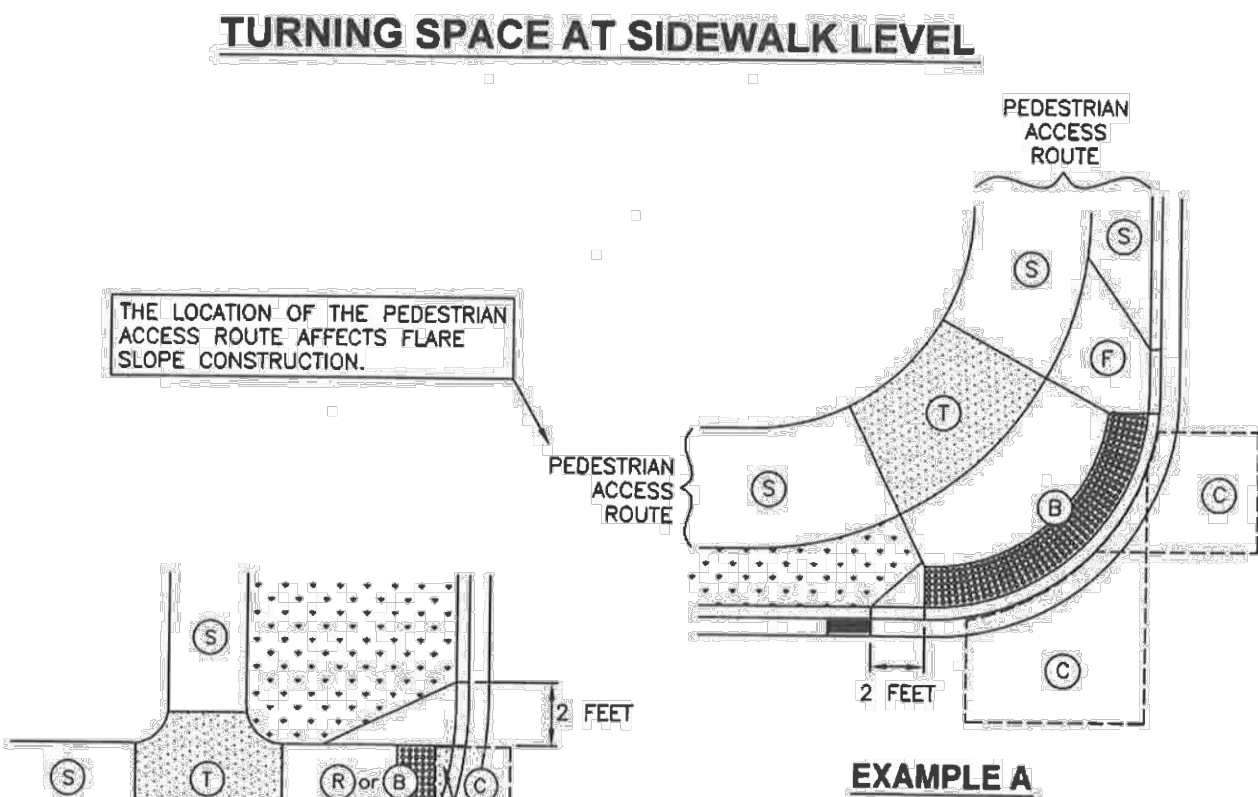 TURNING SPACE AT SIDEWALK LEVEL
PEDESTRIAN
ACCESS
ROUTE
S
S
THE LOCATION OF THE PEDESTRIAN
ACCESS ROUTE AFFECTS FLARE
SLOPE CONSTRUCTION.
F
T
PEDESTRIAN
ACCESS
ROUTE
S
B
C
S
C
2 FEET
2 FEET
EXAMPLE A
S
T
R or B
C